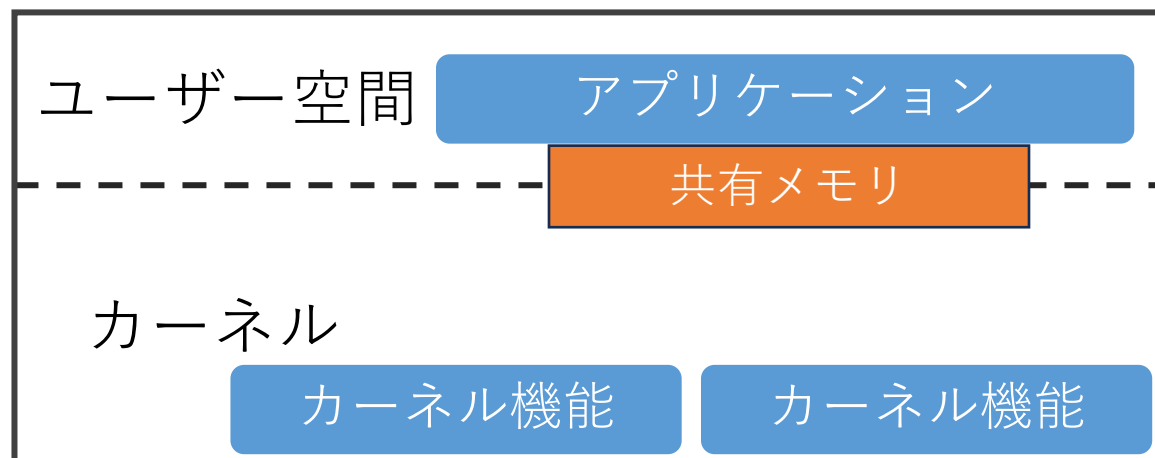 ユーザー空間
アプリケーション
共有メモリ
カーネル
カーネル機能
カーネル機能